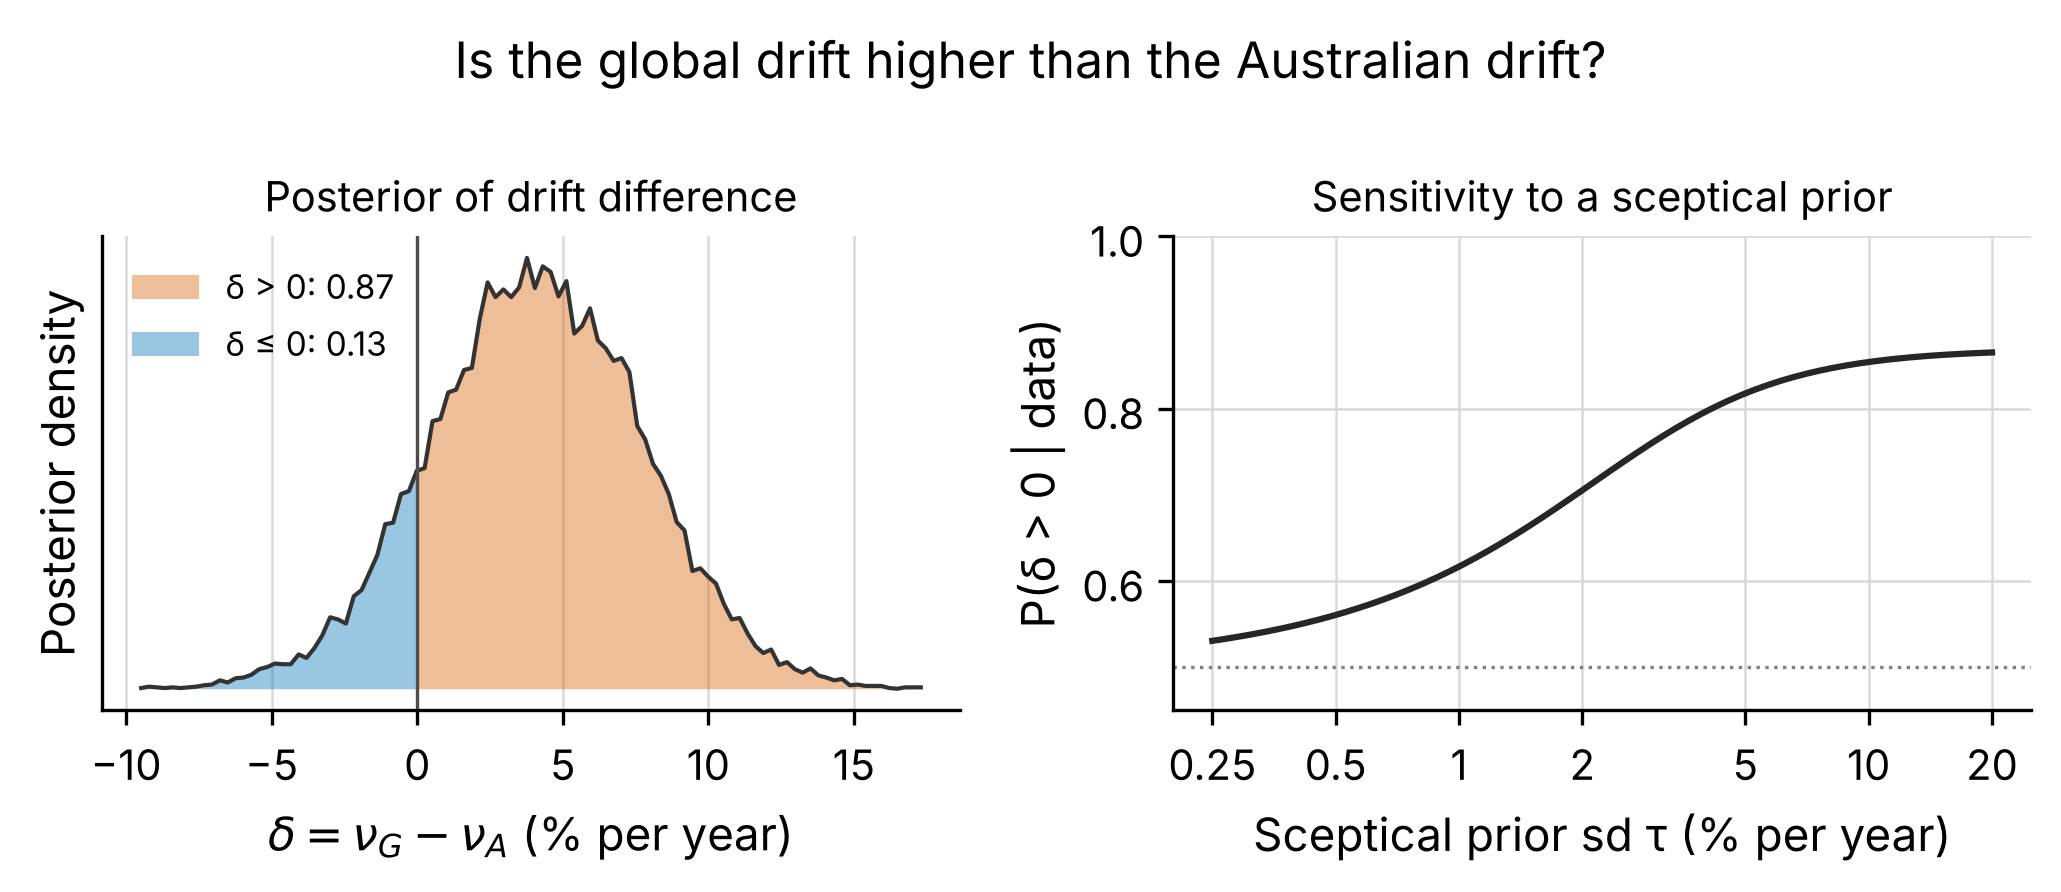 Is the global drift higher than the Australian drift?
Posterior of drift difference
δ > 0: 0.87
δ ≤ 0: 0.13
Posterior density
−10 −5 0 5 10 15
δ = ν_G − ν_A (% per year)
Sensitivity to a sceptical prior
1.0
0.8
0.6
P(δ > 0 | data)
0.25 0.5 1 2 5 10 20
Sceptical prior sd τ (% per year)